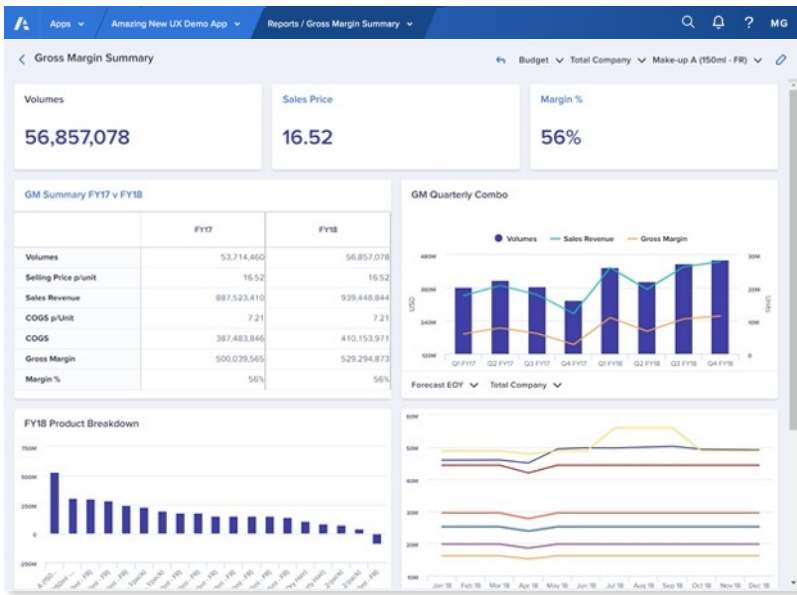 Apps
Amazing New UX Demo App
Reports / Gross Margin Summary
MG
Gross Margin Summary
Budget
Total Company
Make-up A (150ml - FR)
Volumes
56,857,078
Sales Price
16.52
Margin %
56%
GM Summary FY17 v FY18
FY17 FY18
Volumes 53,714,460 56,857,078
Selling Price p/unit 16.52 16.52
Sales Revenue 887,523,410 939,448,844
COGS p/Unit 7.21 7.21
COGS 387,483,846 410,153,971
Gross Margin 500,039,565 529,294,873
Margin % 56% 56%
GM Quarterly Combo
Volumes Sales Revenue Gross Margin
480M 30M
360M 20M
240M 10M
120M 0
USD
Units
Q1 FY17 Q2 FY17 Q3 FY17 Q4 FY17 Q1 FY18 Q2 FY18 Q3 FY18 Q4 FY18
Forecast EOY Total Company
FY18 Product Breakdown
750M
500M
250M
0
-250M
60M
50M
40M
30M
20M
10M
Jan 18 Feb 18 Mar 18 Apr 18 May 18 Jun 18 Jul 18 Aug 18 Sep 18 Oct 18 Nov 18 Dec 18